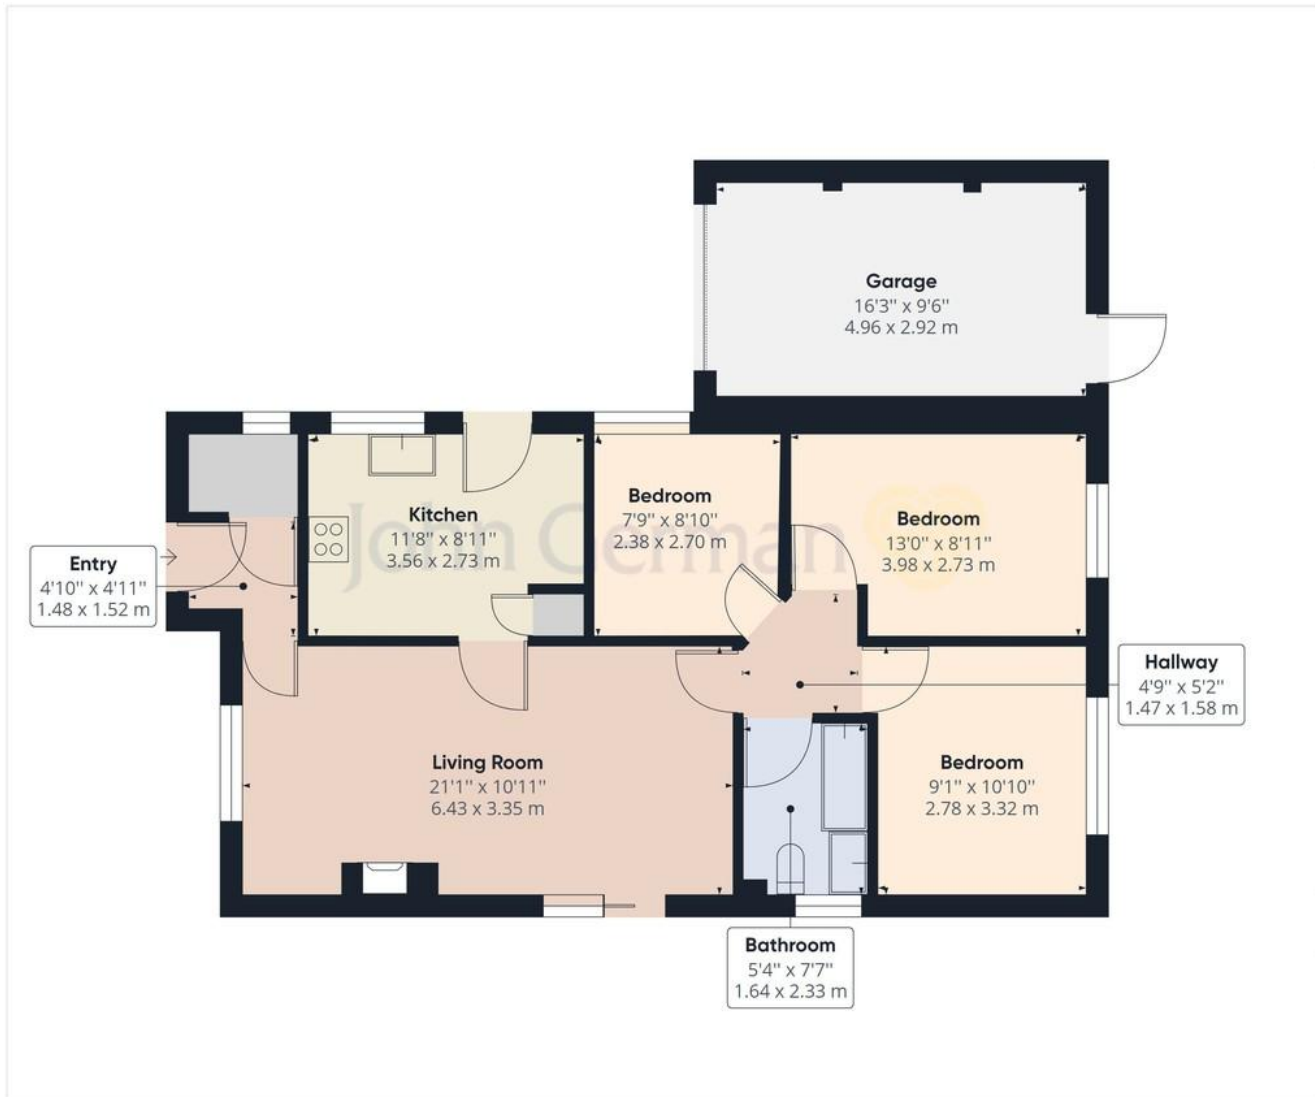 Garage
16'3" x 9'6"
4.96 x 2.92 m
Kitchen
11'8" x 8'11"
3.56 x 2.73 m
Bedroom
7'9" x 8'10"
2.38 x 2.70 m
Bedroom
13'0" x 8'11"
3.98 x 2.73 m
John German
Entry
4'10" x 4'11"
1.48 x 1.52 m
Hallway
4'9" x 5'2"
1.47 x 1.58 m
Living Room
21'1" x 10'11"
6.43 x 3.35 m
Bedroom
9'1" x 10'10"
2.78 x 3.32 m
Bathroom
5'4" x 7'7"
1.64 x 2.33 m